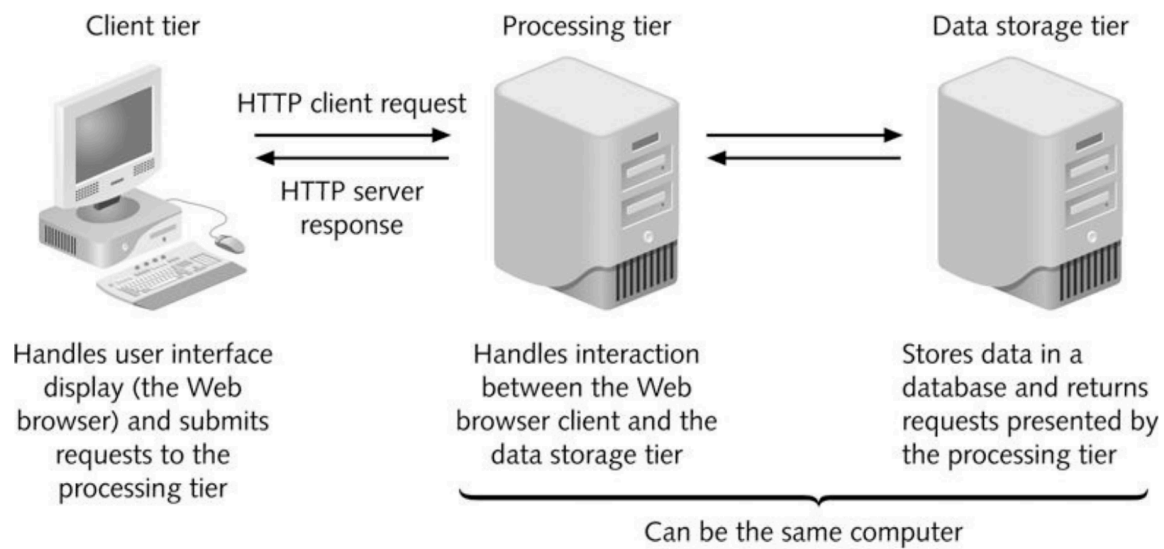 Client tier
Processing tier
Data storage tier
HTTP client request
HTTP server
response
Handles user interface
display (the Web
browser) and submits
requests to the
processing tier
Handles interaction
between the Web
browser client and the
data storage tier
Stores data in a
database and returns
requests presented by
the processing tier
Can be the same computer